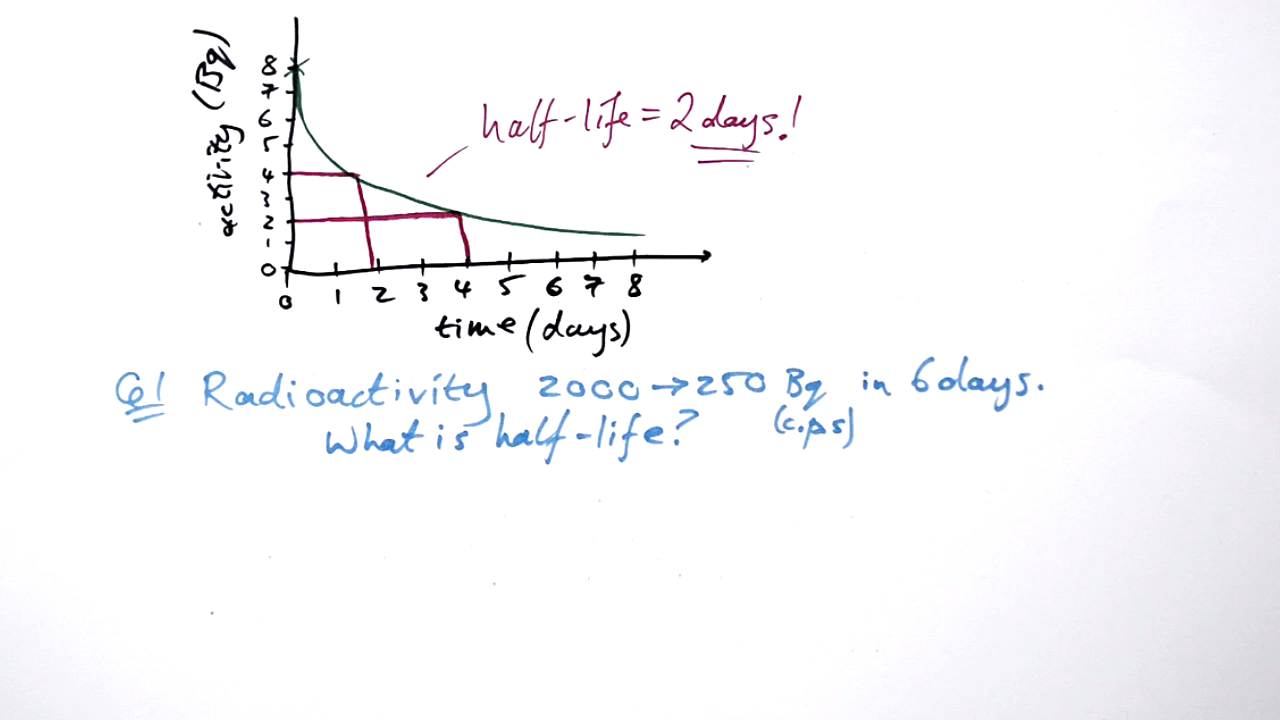 activity (Bq)
8
7
6
5
4
3
2
1
0
half-life = 2 days!
0 1 2 3 4 5 6 7 8
time (days)
Q1 Radioactivity 2000 → 250 Bq in 6 days.
(c.p.s)
What is half-life?